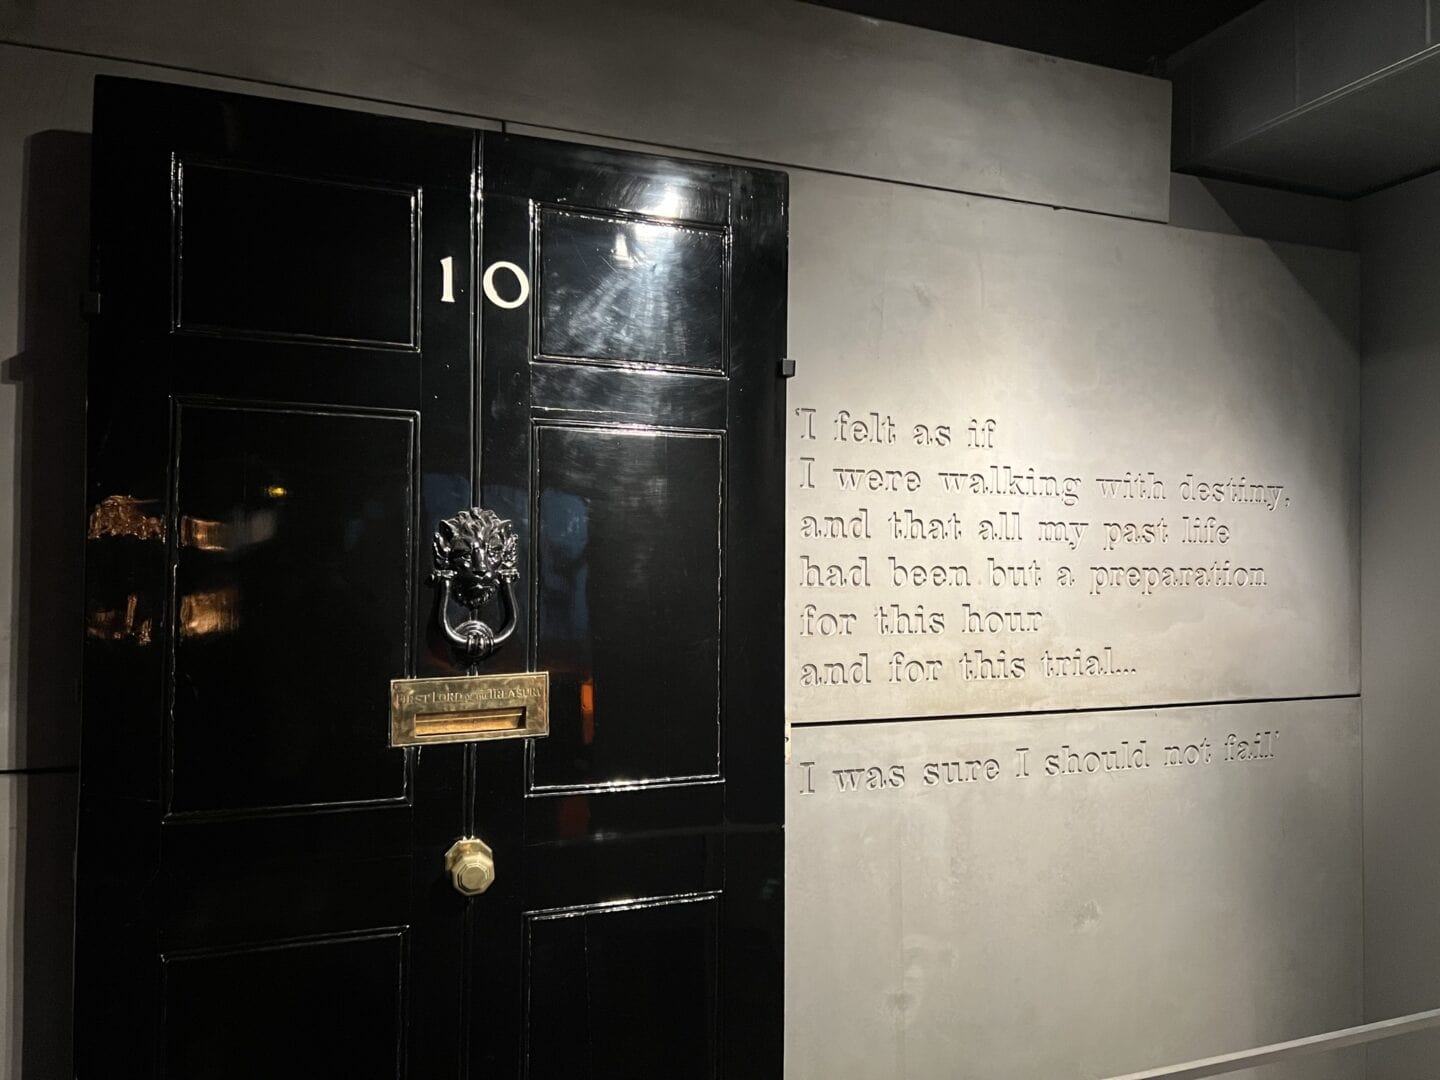 10
FIRST LORD OF THE TREASURY
'I felt as if
I were walking with destiny,
and that all my past life
had been but a preparation
for this hour
and for this trial...
I was sure I should not fail'